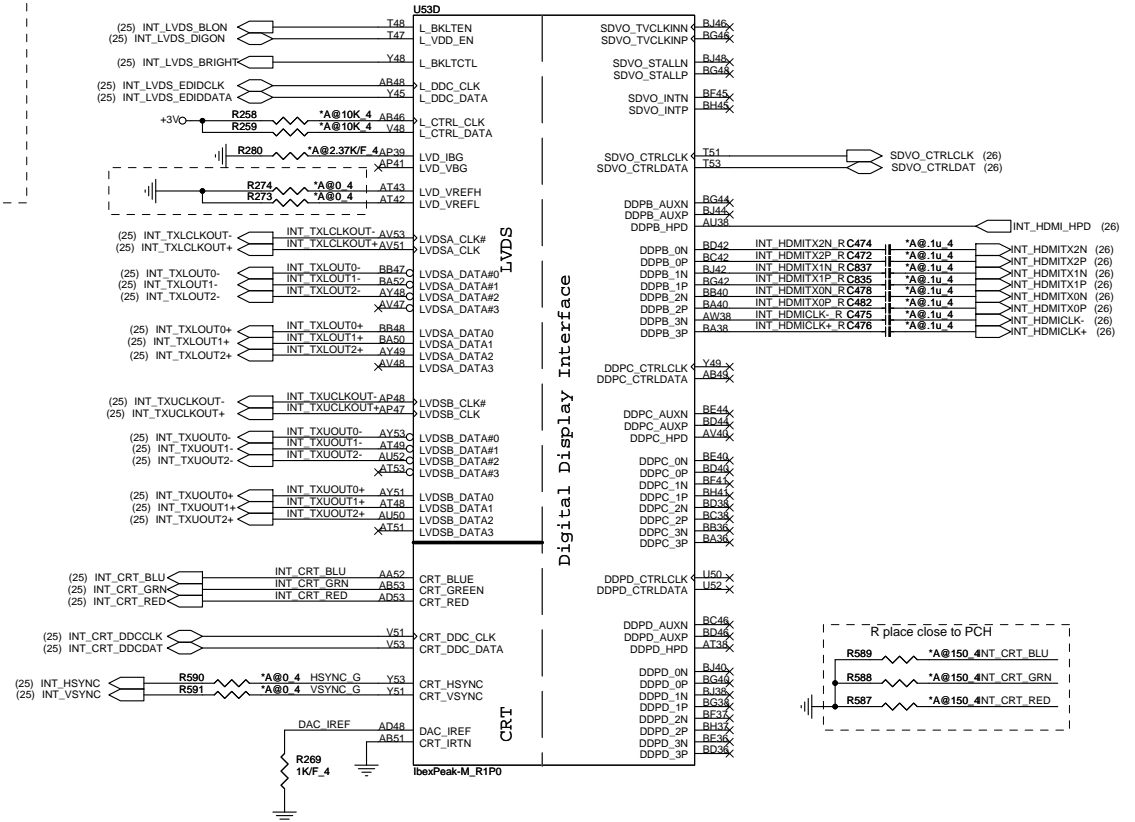 U53D
(25) INT_LVDS_BLON T48 L_BKLTEN
(25) INT_LVDS_DIGON T47 L_VDD_EN
(25) INT_LVDS_BRIGHT Y48 L_BKLTCTL
(25) INT_LVDS_EDIDCLK AB48 L_DDC_CLK
(25) INT_LVDS_EDIDDATA Y45 L_DDC_DATA
+3V R258 *A@10K_4 AB46 L_CTRL_CLK
R259 *A@10K_4 V48 L_CTRL_DATA
R280 *A@2.37K/F_4 AP39 LVD_IBG
AP41 LVD_VBG
R274 *A@0_4 AT43 LVD_VREFH
R273 *A@0_4 AT42 LVD_VREFL
(25) INT_TXLCLKOUT- INT_TXLCLKOUT- AV53 LVDSA_CLK#
(25) INT_TXLCLKOUT+ INT_TXLCLKOUT+ AV51 LVDSA_CLK
(25) INT_TXLOUT0- INT_TXLOUT0- BB47 LVDSA_DATA#0
(25) INT_TXLOUT1- INT_TXLOUT1- BA52 LVDSA_DATA#1
(25) INT_TXLOUT2- INT_TXLOUT2- AY48 LVDSA_DATA#2
AV47 LVDSA_DATA#3
(25) INT_TXLOUT0+ INT_TXLOUT0+ BB48 LVDSA_DATA0
(25) INT_TXLOUT1+ INT_TXLOUT1+ BA50 LVDSA_DATA1
(25) INT_TXLOUT2+ INT_TXLOUT2+ AY49 LVDSA_DATA2
AV48 LVDSA_DATA3
(25) INT_TXUCLKOUT- INT_TXUCLKOUT- AP48 LVDSB_CLK#
(25) INT_TXUCLKOUT+ INT_TXUCLKOUT+ AP47 LVDSB_CLK
(25) INT_TXUOUT0- INT_TXUOUT0- AY53 LVDSB_DATA#0
(25) INT_TXUOUT1- INT_TXUOUT1- AT49 LVDSB_DATA#1
(25) INT_TXUOUT2- INT_TXUOUT2- AU52 LVDSB_DATA#2
AT53 LVDSB_DATA#3
(25) INT_TXUOUT0+ INT_TXUOUT0+ AY51 LVDSB_DATA0
(25) INT_TXUOUT1+ INT_TXUOUT1+ AT48 LVDSB_DATA1
(25) INT_TXUOUT2+ INT_TXUOUT2+ AU50 LVDSB_DATA2
AT51 LVDSB_DATA3
(25) INT_CRT_BLU INT_CRT_BLU AA52 CRT_BLUE
(25) INT_CRT_GRN INT_CRT_GRN AB53 CRT_GREEN
(25) INT_CRT_RED INT_CRT_RED AD53 CRT_RED
(25) INT_CRT_DDCCLK V51 CRT_DDC_CLK
(25) INT_CRT_DDCDAT V53 CRT_DDC_DATA
(25) INT_HSYNC R590 *A@0_4 HSYNC_G Y53 CRT_HSYNC
(25) INT_VSYNC R591 *A@0_4 VSYNC_G Y51 CRT_VSYNC
DAC_IREF AD48 DAC_IREF
AB51 CRT_IRTN
R269
1K/F_4
IbexPeak-M_R1P0
LVDS
CRT
Digital Display Interface
SDVO_TVCLKINN BJ46
SDVO_TVCLKINP BG46
SDVO_STALLN BJ48
SDVO_STALLP BG48
SDVO_INTN BF45
SDVO_INTP BH45
SDVO_CTRLCLK T51 SDVO_CTRLCLK (26)
SDVO_CTRLDATA T53 SDVO_CTRLDAT (26)
DDPB_AUXN BG44
DDPB_AUXP BJ44
DDPB_HPD AU38 INT_HDMI_HPD (26)
DDPB_0N BD42 INT_HDMITX2N_R C474 *A@.1u_4 INT_HDMITX2N (26)
DDPB_0P BC42 INT_HDMITX2P_R C472 *A@.1u_4 INT_HDMITX2P (26)
DDPB_1N BJ42 INT_HDMITX1N_R C837 *A@.1u_4 INT_HDMITX1N (26)
DDPB_1P BG42 INT_HDMITX1P_R C835 *A@.1u_4 INT_HDMITX1P (26)
DDPB_2N BB40 INT_HDMITX0N_R C478 *A@.1u_4 INT_HDMITX0N (26)
DDPB_2P BA40 INT_HDMITX0P_R C482 *A@.1u_4 INT_HDMITX0P (26)
DDPB_3N AW38 INT_HDMICLK-_R C475 *A@.1u_4 INT_HDMICLK- (26)
DDPB_3P BA38 INT_HDMICLK+_R C476 *A@.1u_4 INT_HDMICLK+ (26)
DDPC_CTRLCLK Y49
DDPC_CTRLDATA AB49
DDPC_AUXN BE44
DDPC_AUXP BD44
DDPC_HPD AV40
DDPC_0N BE40
DDPC_0P BD40
DDPC_1N BF41
DDPC_1P BH41
DDPC_2N BD38
DDPC_2P BC38
DDPC_3N BB36
DDPC_3P BA36
DDPD_CTRLCLK U50
DDPD_CTRLDATA U52
DDPD_AUXN BC46
DDPD_AUXP BD46
DDPD_HPD AT38
DDPD_0N BJ40
DDPD_0P BG40
DDPD_1N BJ38
DDPD_1P BG38
DDPD_2N BF37
DDPD_2P BH37
DDPD_3N BE36
DDPD_3P BD36
R place close to PCH
R589 *A@150_4 INT_CRT_BLU
R588 *A@150_4 INT_CRT_GRN
R587 *A@150_4 INT_CRT_RED